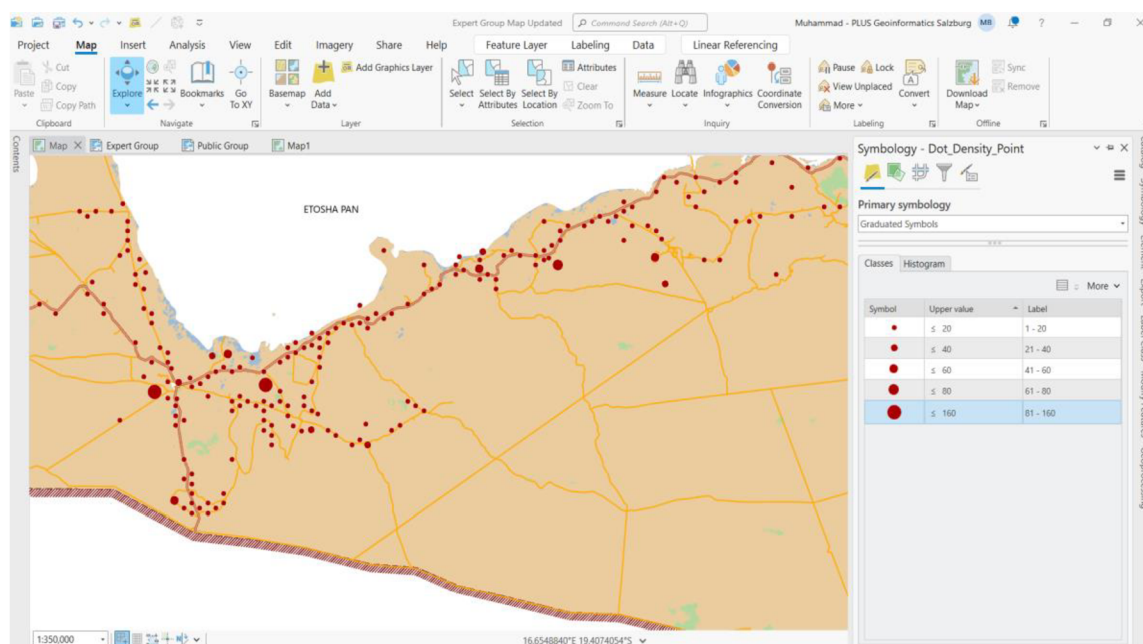 Expert Group Map Updated
Command Search (Alt+Q)
Muhammad - PLUS Geoinformatics Salzburg
MB
?
Project Map Insert Analysis View Edit Imagery Share Help Feature Layer Labeling Data Linear Referencing
Paste
Cut
Copy
Copy Path
Clipboard
Explore
Bookmarks
Go To XY
Navigate
Basemap
Add Data
Add Graphics Layer
Layer
Select
Select By Attributes
Select By Location
Attributes
Clear
Zoom To
Selection
Measure
Locate
Infographics
Coordinate Conversion
Inquiry
Pause
Lock
View Unplaced
More
Convert
Labeling
Download Map
Sync
Remove
Offline
Contents
Map Expert Group Public Group Map1
ETOSHA PAN
1:350,000
16.6548840°E 19.4074054°S
Symbology - Dot_Density_Point
Primary symbology
Graduated Symbols
Classes Histogram
More
Symbol Upper value Label
≤ 20 1 - 20
≤ 40 21 - 40
≤ 60 41 - 60
≤ 80 61 - 80
≤ 160 81 - 160